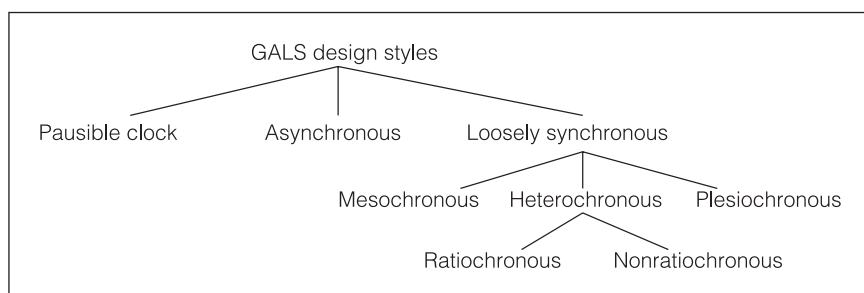 GALS design styles
Pausible clock Asynchronous Loosely synchronous
Mesochronous Heterochronous Plesiochronous
Ratiochronous Nonratiochronous